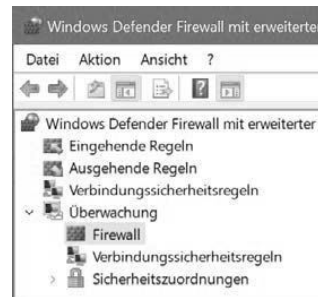 Windows Defender Firewall mit erweiterter
Datei Aktion Ansicht ?
Windows Defender Firewall mit erweiterter
Eingehende Regeln
Ausgehende Regeln
Verbindungssicherheitsregeln
Überwachung
Firewall
Verbindungssicherheitsregeln
Sicherheitszuordnungen